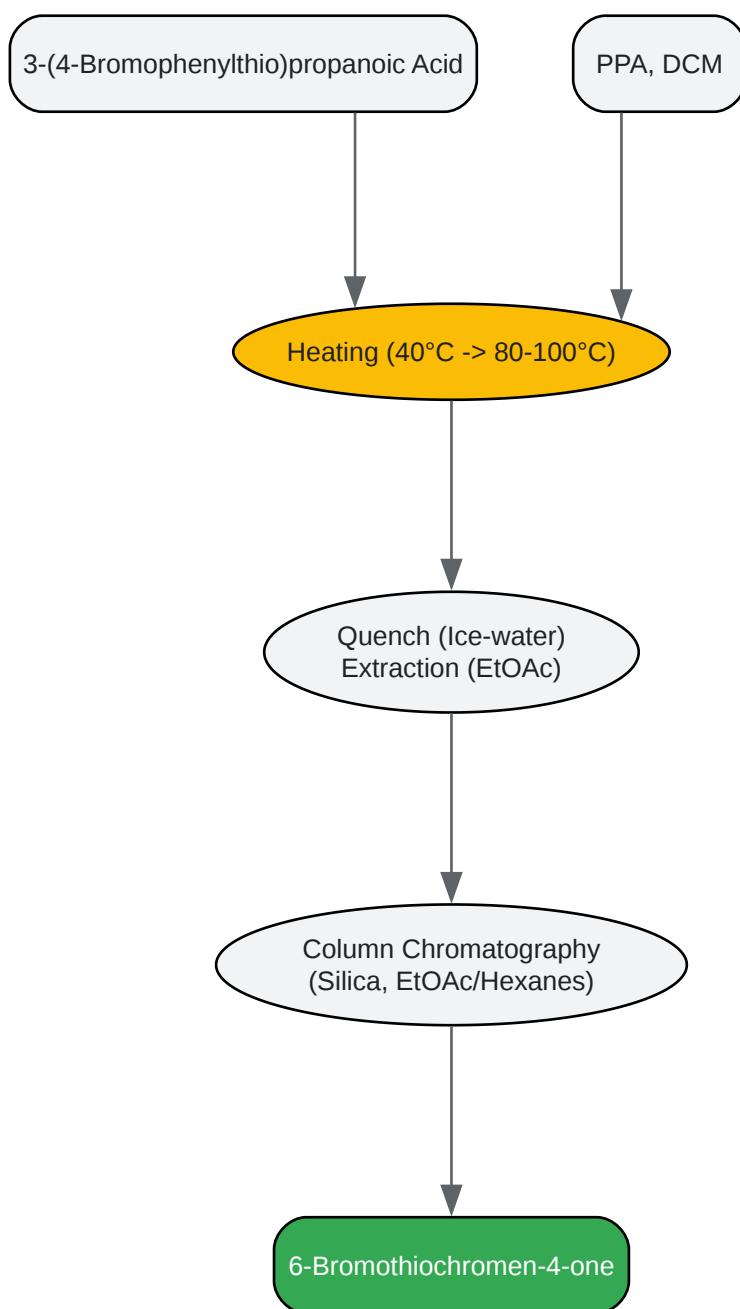 3-(4-Bromophenylthio)propanoic Acid
PPA, DCM
Heating (40°C -> 80-100°C)
Quench (Ice-water)
Extraction (EtOAc)
Column Chromatography
(Silica, EtOAc/Hexanes)
6-Bromothiochromen-4-one